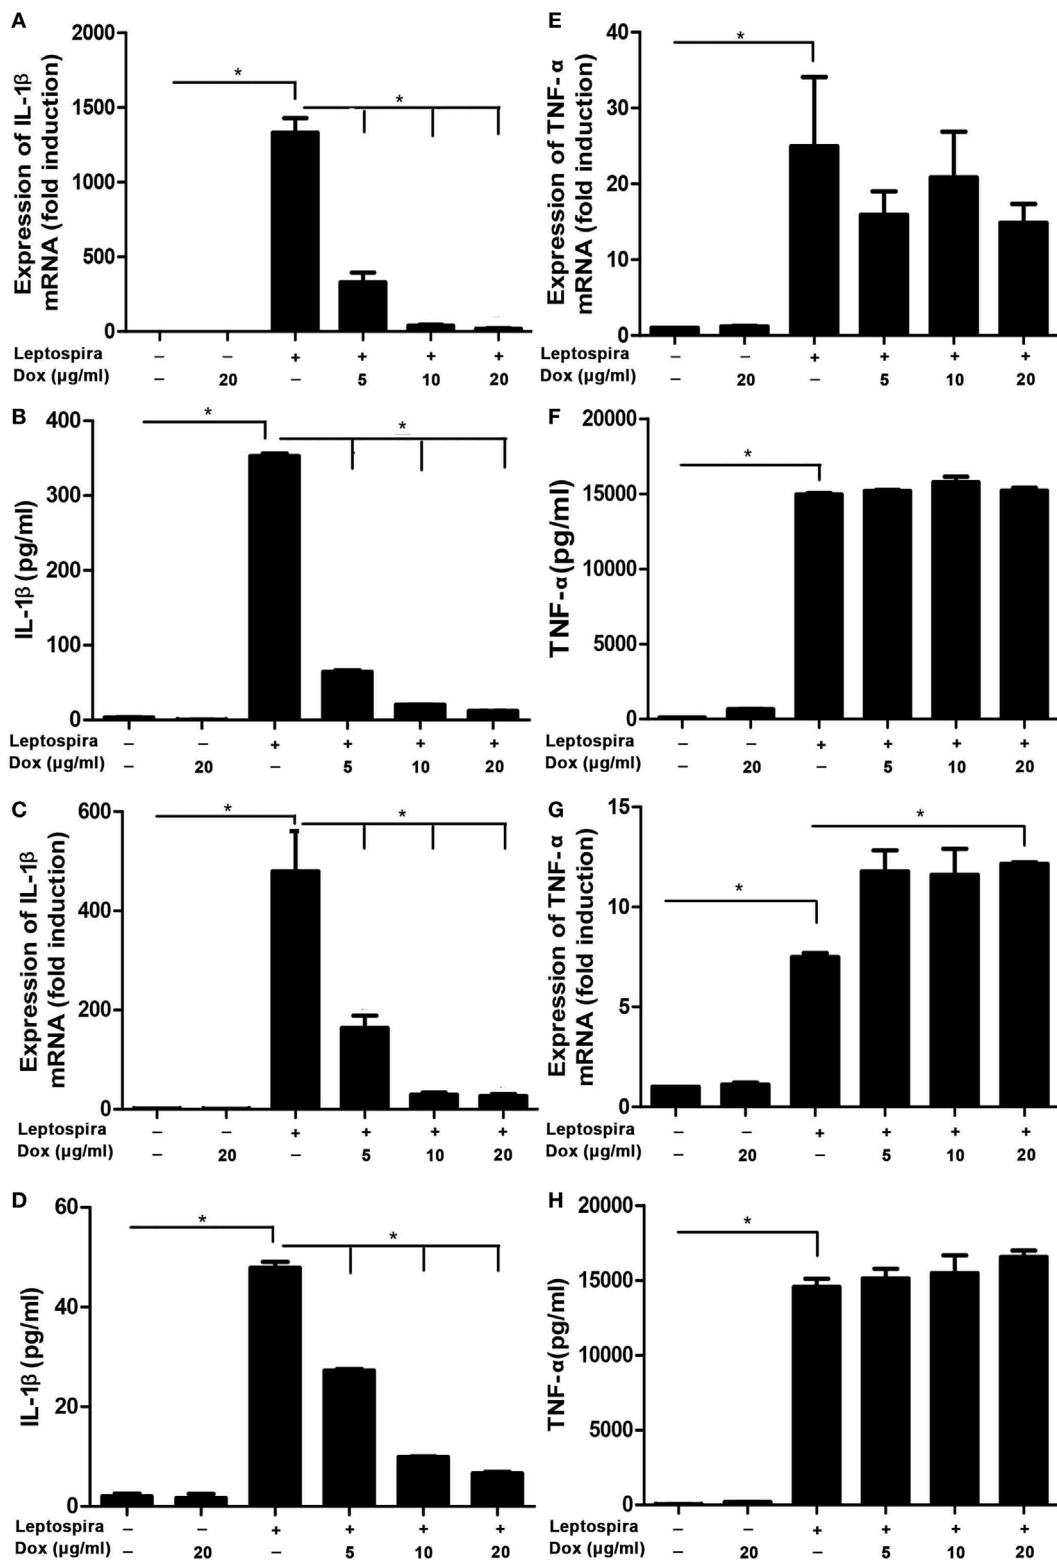 A
Expression of IL-1β
mRNA (fold induction)
2000
1500
1000
500
0
*
*
Leptospira – – + + + +
Dox (μg/ml) – 20 – 5 10 20
E
Expression of TNF-α
mRNA (fold induction)
40
30
20
10
0
*
Leptospira – – + + + +
Dox (μg/ml) – 20 – 5 10 20
B
IL-1β (pg/ml)
400
300
200
100
0
*
*
Leptospira – – + + + +
Dox (μg/ml) – 20 – 5 10 20
F
TNF-α(pg/ml)
20000
15000
10000
5000
0
*
Leptospira – – + + + +
Dox (μg/ml) – 20 – 5 10 20
C
Expression of IL-1β
mRNA (fold induction)
600
400
200
0
*
*
Leptospira – – + + + +
Dox (μg/ml) – 20 – 5 10 20
G
Expression of TNF-α
mRNA (fold induction)
15
10
5
0
*
*
Leptospira – – + + + +
Dox (μg/ml) – 20 – 5 10 20
D
IL-1β (pg/ml)
60
40
20
0
*
*
Leptospira – – + + + +
Dox (μg/ml) – 20 – 5 10 20
H
TNF-α(pg/ml)
20000
15000
10000
5000
0
*
Leptospira – – + + + +
Dox (μg/ml) – 20 – 5 10 20